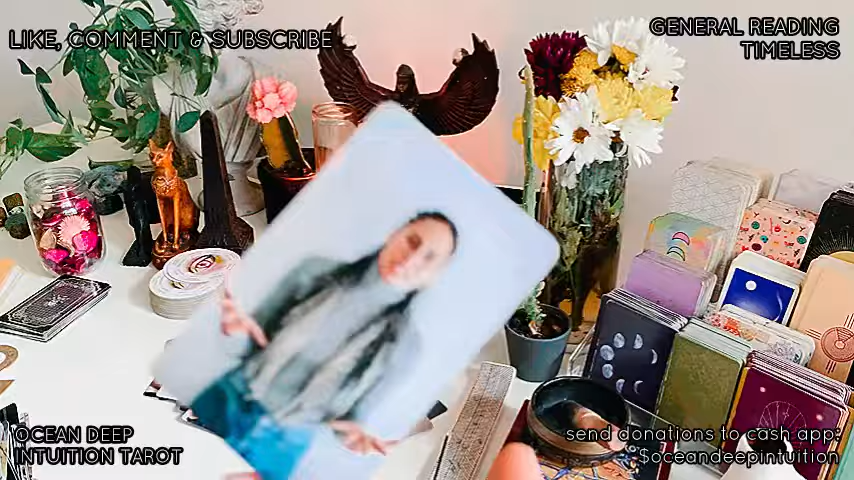 LIKE, COMMENT & SUBSCRIBE
GENERAL READING
TIMELESS
OCEAN DEEP
INTUITION TAROT
send donations to cash app:
$oceandeepintuition